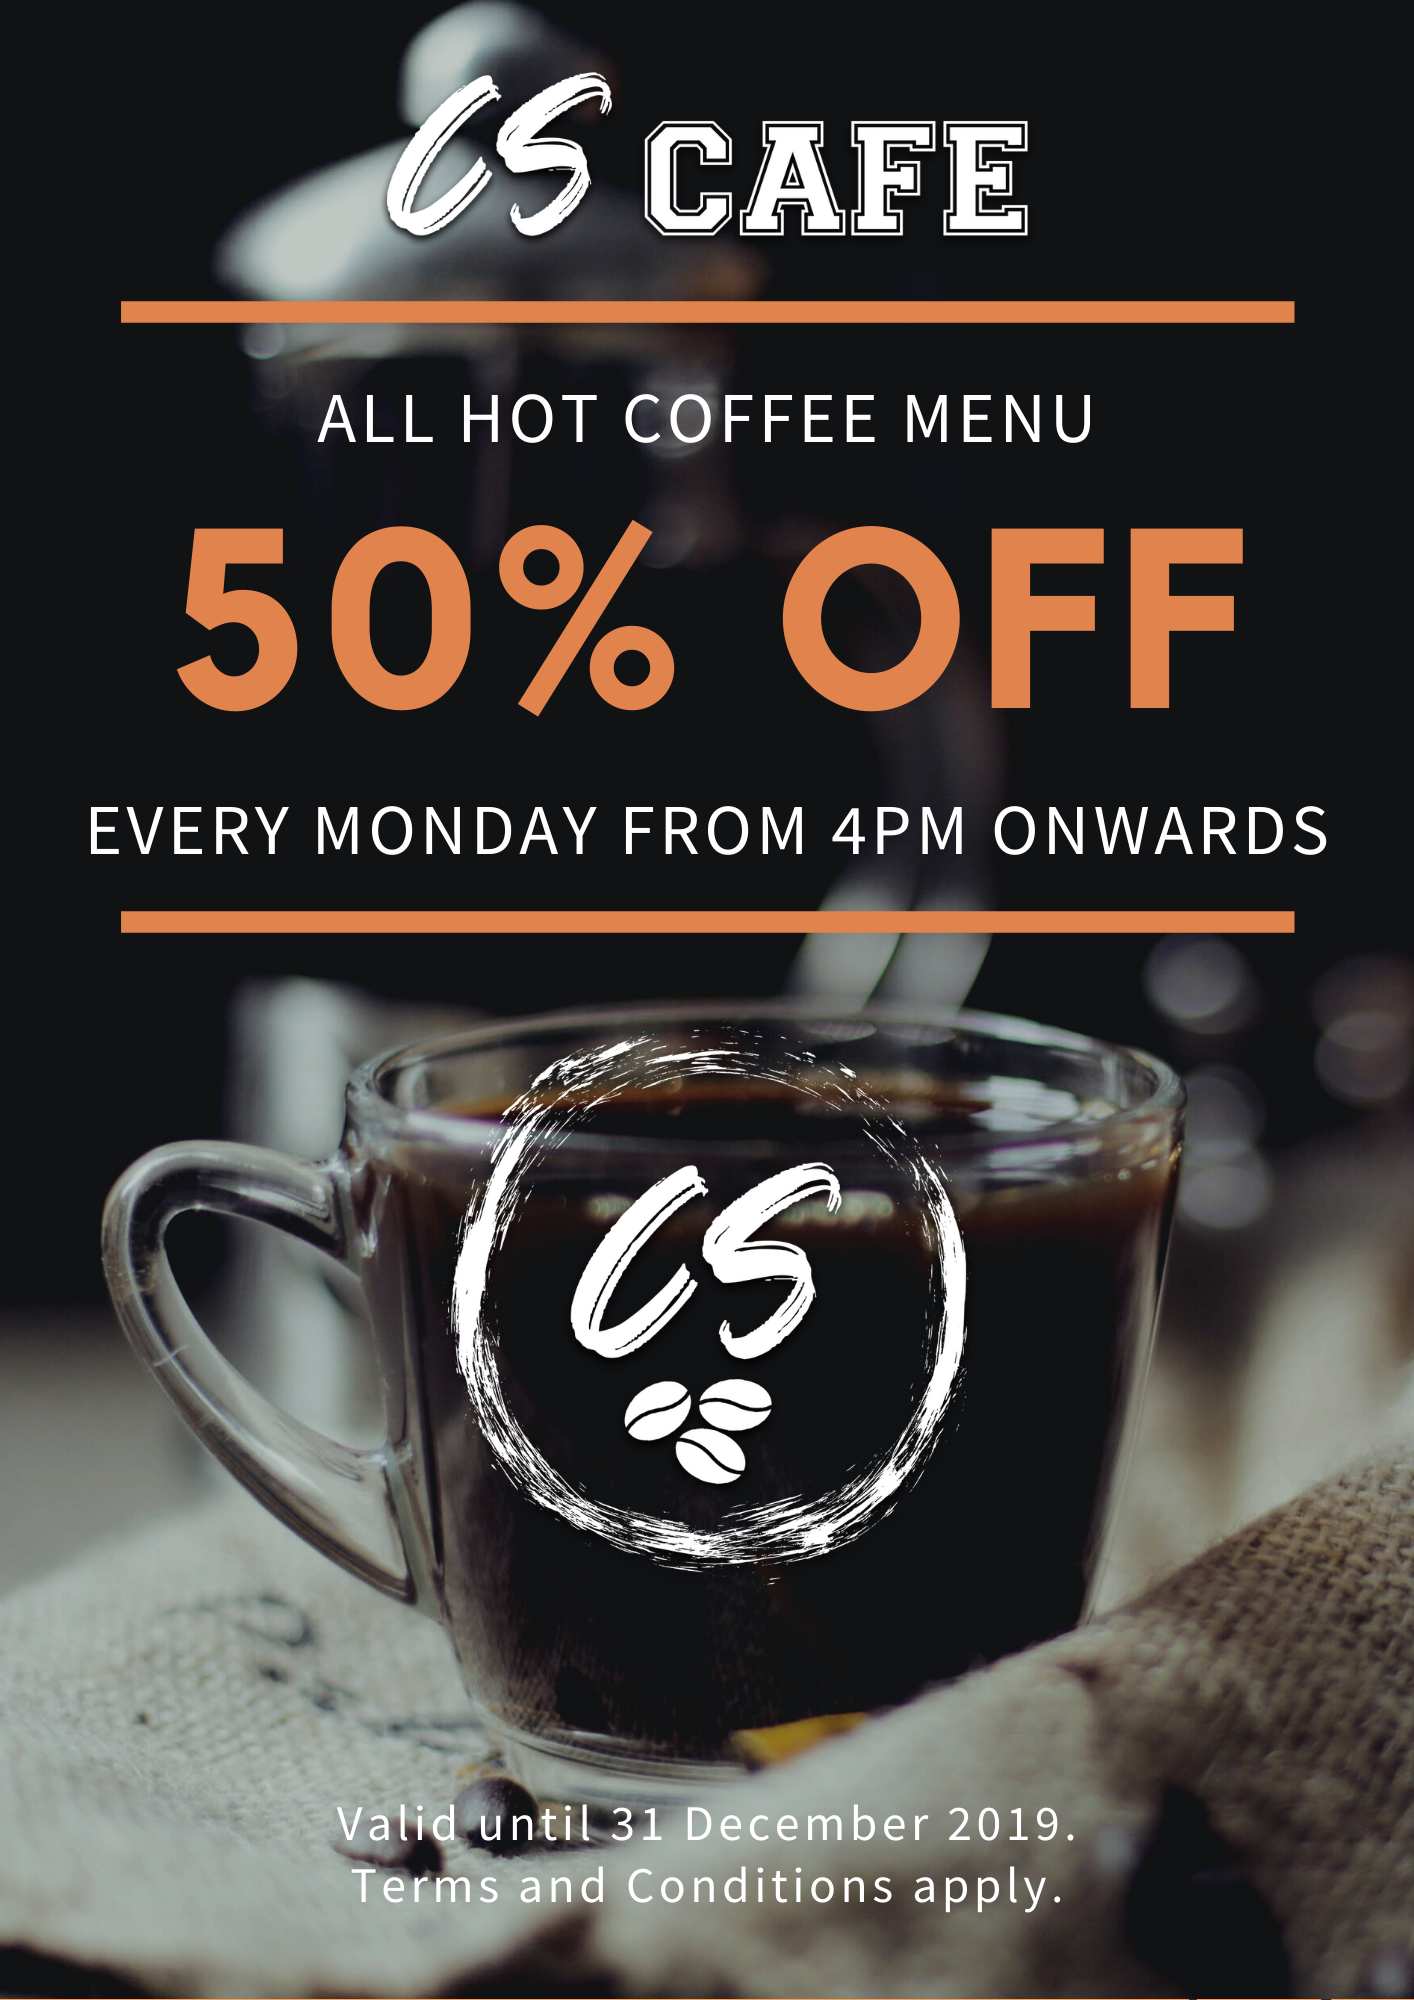 CS CAFE
ALL HOT COFFEE MENU
50% OFF
EVERY MONDAY FROM 4PM ONWARDS
CS
Valid until 31 December 2019.
Terms and Conditions apply.